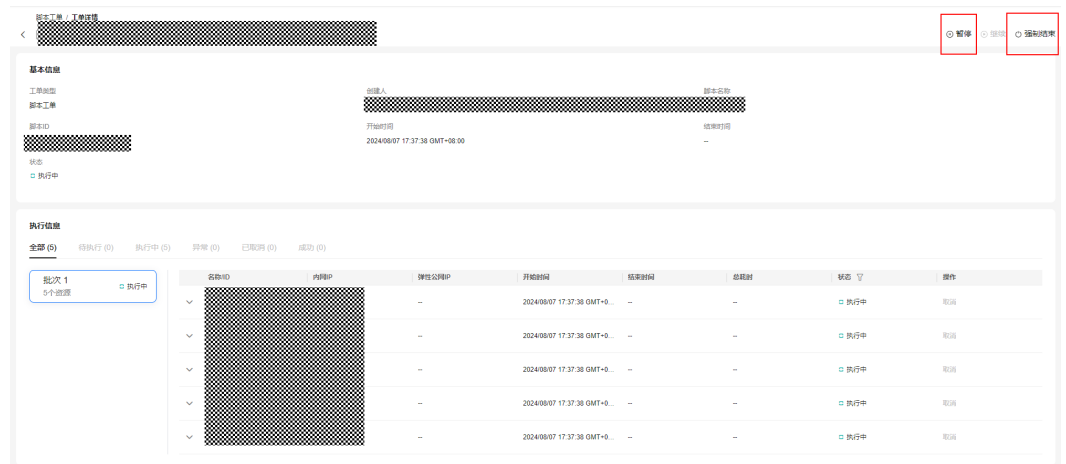 脚本工单 / 工单详情
暂停 继续 强制结束
基本信息
工单类型 创建人 脚本名称
脚本工单
脚本ID 开始时间 结束时间
2024/08/07 17:37:38 GMT+08:00 --
状态
执行中
执行信息
全部 (5) 待执行 (0) 执行中 (5) 异常 (0) 已取消 (0) 成功 (0)
批次 1 执行中
5个资源
名称/ID 内网IP 弹性公网IP 开始时间 结束时间 总耗时 状态 操作
-- 2024/08/07 17:37:38 GMT+0... -- -- 执行中 取消
-- 2024/08/07 17:37:38 GMT+0... -- -- 执行中 取消
-- 2024/08/07 17:37:38 GMT+0... -- -- 执行中 取消
-- 2024/08/07 17:37:38 GMT+0... -- -- 执行中 取消
-- 2024/08/07 17:37:38 GMT+0... -- -- 执行中 取消